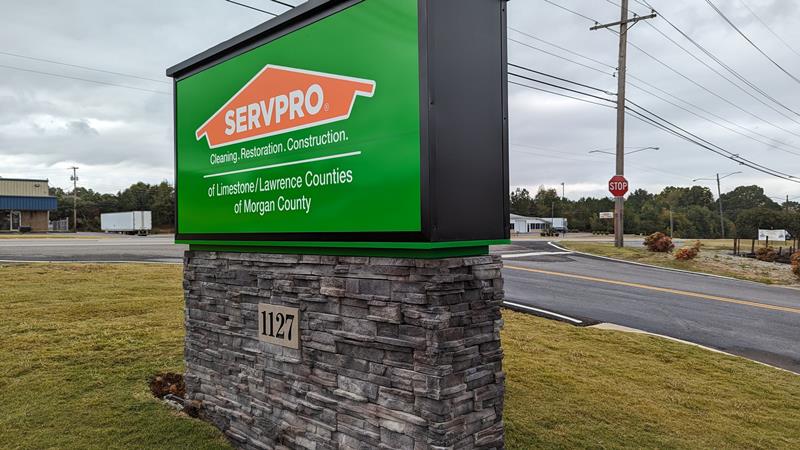 SERVPRO®
Cleaning. Restoration. Construction.
of Limestone/Lawrence Counties
of Morgan County
1127
STOP